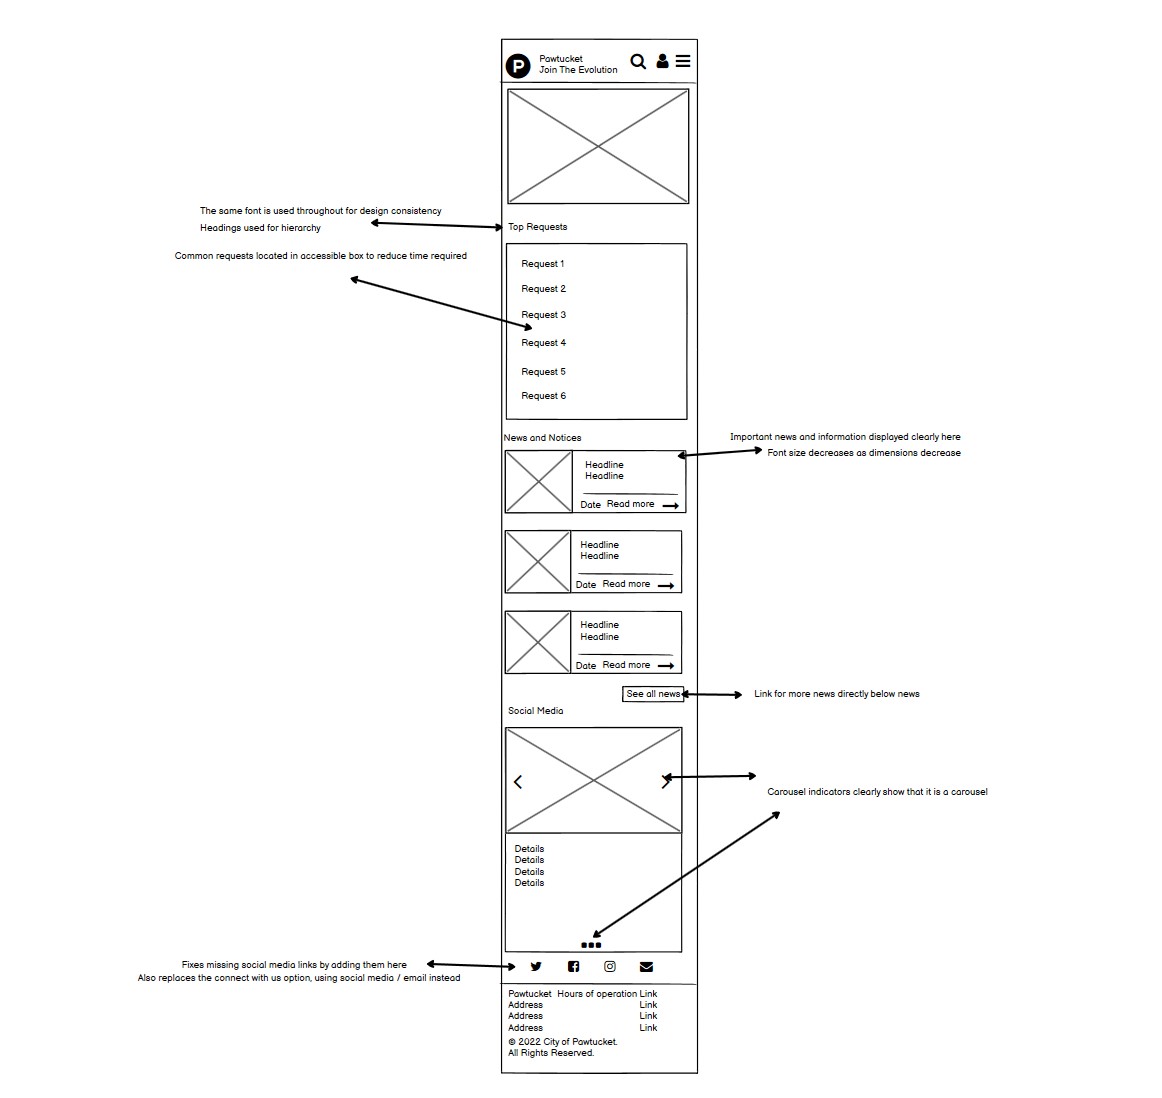 P
Pawtucket
Join The Evolution
The same font is used throughout for design consistency
Headings used for hierarchy
Top Requests
Common requests located in accessible box to reduce time required
Request 1
Request 2
Request 3
Request 4
Request 5
Request 6
News and Notices
Important news and information displayed clearly here
Font size decreases as dimensions decrease
Headline
Headline
Date Read more
Headline
Headline
Date Read more
Headline
Headline
Date Read more
See all news
Link for more news directly below news
Social Media
Carousel indicators clearly show that it is a carousel
Details
Details
Details
Details
Fixes missing social media links by adding them here
Also replaces the connect with us option, using social media / email instead
Pawtucket Hours of operation Link
Address Link
Address Link
Address Link
© 2022 City of Pawtucket.
All Rights Reserved.